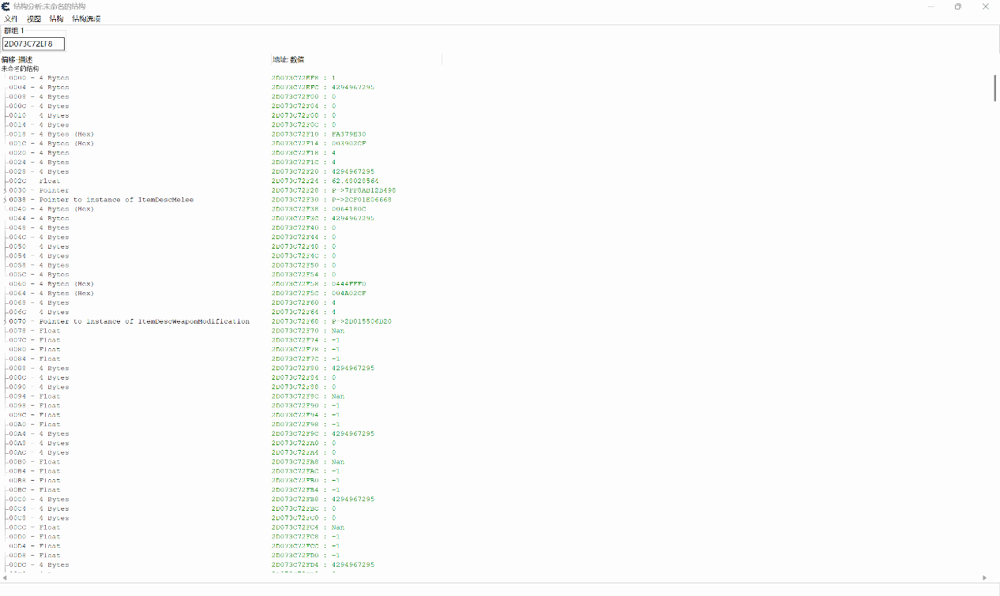 结构分析:未命名的结构
文件 视图 结构 结构选项
群组 1
2D073C72EF8
偏移-描述 地址: 数值
未命名的结构
0000 - 4 Bytes 2D073C72EF8 : 1
0004 - 4 Bytes 2D073C72EFC : 4294967295
0008 - 4 Bytes 2D073C72F00 : 0
000C - 4 Bytes 2D073C72F04 : 0
0010 - 4 Bytes 2D073C72F08 : 0
0014 - 4 Bytes 2D073C72F0C : 0
0018 - 4 Bytes (Hex) 2D073C72F10 : FA379E30
001C - 4 Bytes (Hex) 2D073C72F14 : 003902CF
0020 - 4 Bytes 2D073C72F18 : 4
0024 - 4 Bytes 2D073C72F1C : 4
0028 - 4 Bytes 2D073C72F20 : 4294967295
002C - Float 2D073C72F24 : 62.48028564
0030 - Pointer 2D073C72F28 : P->7FF8AB12B498
0038 - Pointer to instance of ItemDescMelee 2D073C72F30 : P->2CF01E06668
0040 - 4 Bytes (Hex) 2D073C72F38 : 0064180C
0044 - 4 Bytes 2D073C72F3C : 4294967295
0048 - 4 Bytes 2D073C72F40 : 0
004C - 4 Bytes 2D073C72F44 : 0
0050 - 4 Bytes 2D073C72F48 : 0
0054 - 4 Bytes 2D073C72F4C : 0
0058 - 4 Bytes 2D073C72F50 : 0
005C - 4 Bytes 2D073C72F54 : 0
0060 - 4 Bytes (Hex) 2D073C72F58 : 0444FFF0
0064 - 4 Bytes (Hex) 2D073C72F5C : 004A02CF
0068 - 4 Bytes 2D073C72F60 : 4
006C - 4 Bytes 2D073C72F64 : 4
0070 - Pointer to instance of ItemDescWeaponModification 2D073C72F68 : P->2D015506D20
0078 - Float 2D073C72F70 : Nan
007C - Float 2D073C72F74 : -1
0080 - Float 2D073C72F78 : -1
0084 - Float 2D073C72F7C : -1
0088 - 4 Bytes 2D073C72F80 : 4294967295
008C - 4 Bytes 2D073C72F84 : 0
0090 - 4 Bytes 2D073C72F88 : 0
0094 - Float 2D073C72F8C : Nan
0098 - Float 2D073C72F90 : -1
009C - Float 2D073C72F94 : -1
00A0 - Float 2D073C72F98 : -1
00A4 - 4 Bytes 2D073C72F9C : 4294967295
00A8 - 4 Bytes 2D073C72FA0 : 0
00AC - 4 Bytes 2D073C72FA4 : 0
00B0 - Float 2D073C72FA8 : Nan
00B4 - Float 2D073C72FAC : -1
00B8 - Float 2D073C72FB0 : -1
00BC - Float 2D073C72FB4 : -1
00C0 - 4 Bytes 2D073C72FB8 : 4294967295
00C4 - 4 Bytes 2D073C72FBC : 0
00C8 - 4 Bytes 2D073C72FC0 : 0
00CC - Float 2D073C72FC4 : Nan
00D0 - Float 2D073C72FC8 : -1
00D4 - Float 2D073C72FCC : -1
00D8 - Float 2D073C72FD0 : -1
00DC - 4 Bytes 2D073C72FD4 : 4294967295